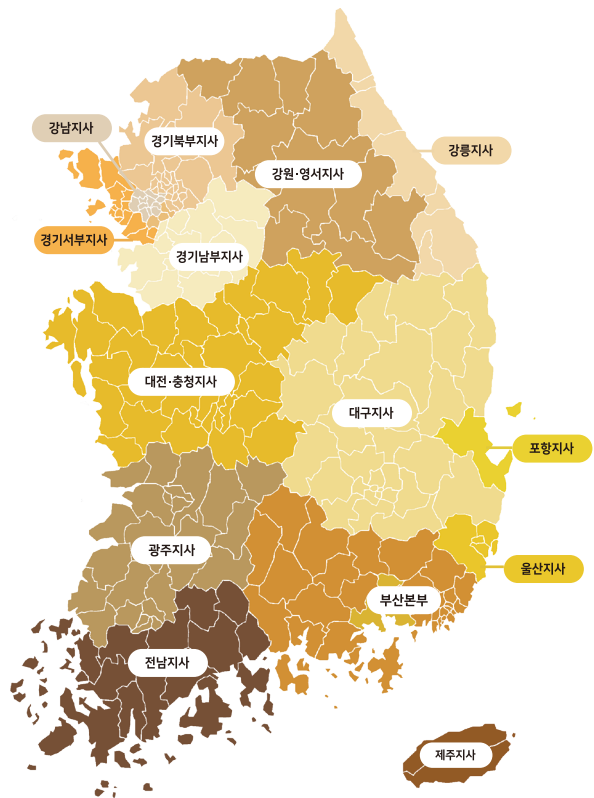 강남지사
경기북부지사
강릉지사
강원·영서지사
경기서부지사
경기남부지사
대전·충청지사
대구지사
포항지사
광주지사
울산지사
부산본부
전남지사
제주지사